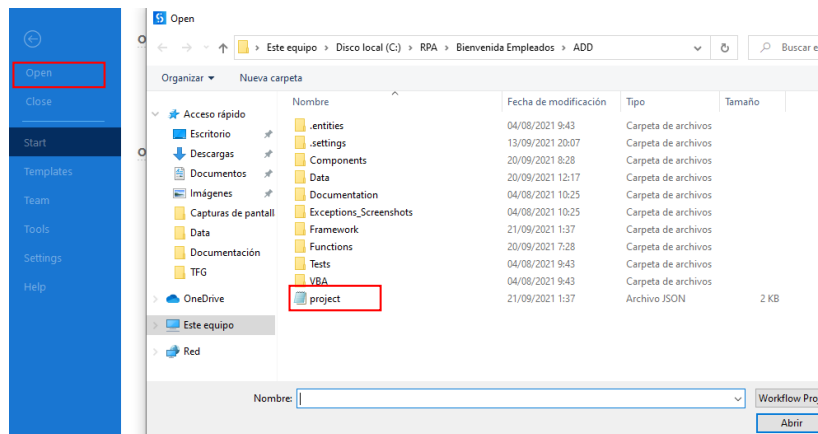 Open
Open
Close
Start
Templates
Team
Tools
Settings
Help
Este equipo > Disco local (C:) > RPA > Bienvenida Empleados > ADD
Buscar e
Organizar
Nueva carpeta
Acceso rápido
Escritorio
Descargas
Documentos
Imágenes
Capturas de pantall
Data
Documentación
TFG
OneDrive
Este equipo
Red
Nombre Fecha de modificación Tipo Tamaño
.entities 04/08/2021 9:43 Carpeta de archivos
.settings 13/09/2021 20:07 Carpeta de archivos
Components 20/09/2021 8:28 Carpeta de archivos
Data 20/09/2021 12:17 Carpeta de archivos
Documentation 04/08/2021 10:25 Carpeta de archivos
Exceptions_Screenshots 04/08/2021 10:25 Carpeta de archivos
Framework 21/09/2021 1:37 Carpeta de archivos
Functions 20/09/2021 7:28 Carpeta de archivos
Tests 04/08/2021 9:43 Carpeta de archivos
VBA 04/08/2021 9:43 Carpeta de archivos
project 21/09/2021 1:37 Archivo JSON 2 KB
Nombre:
Workflow Proj
Abrir